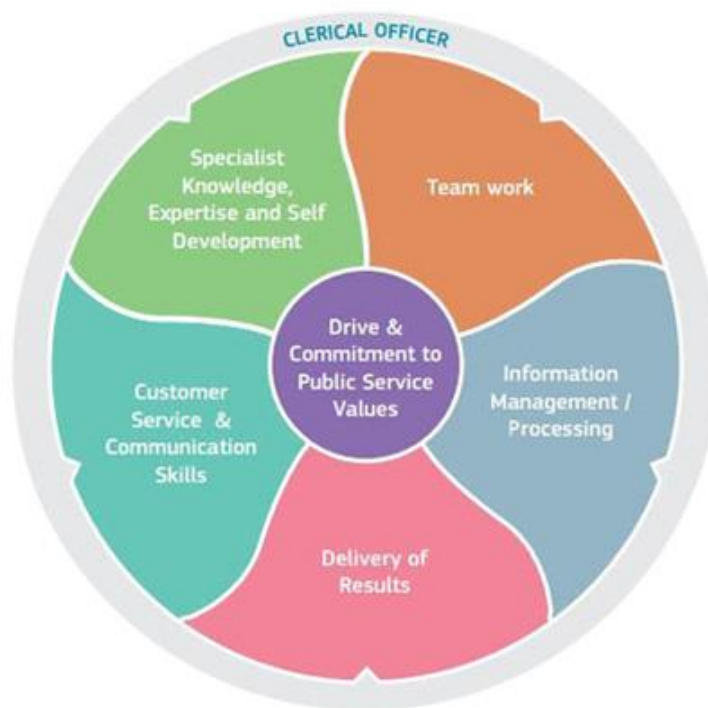 CLERICAL OFFICER
Specialist
Knowledge,
Expertise and Self
Development
Team work
Drive &
Commitment to
Public Service
Values
Information
Management /
Processing
Customer
Service & 
Communication
Skills
Delivery of
Results